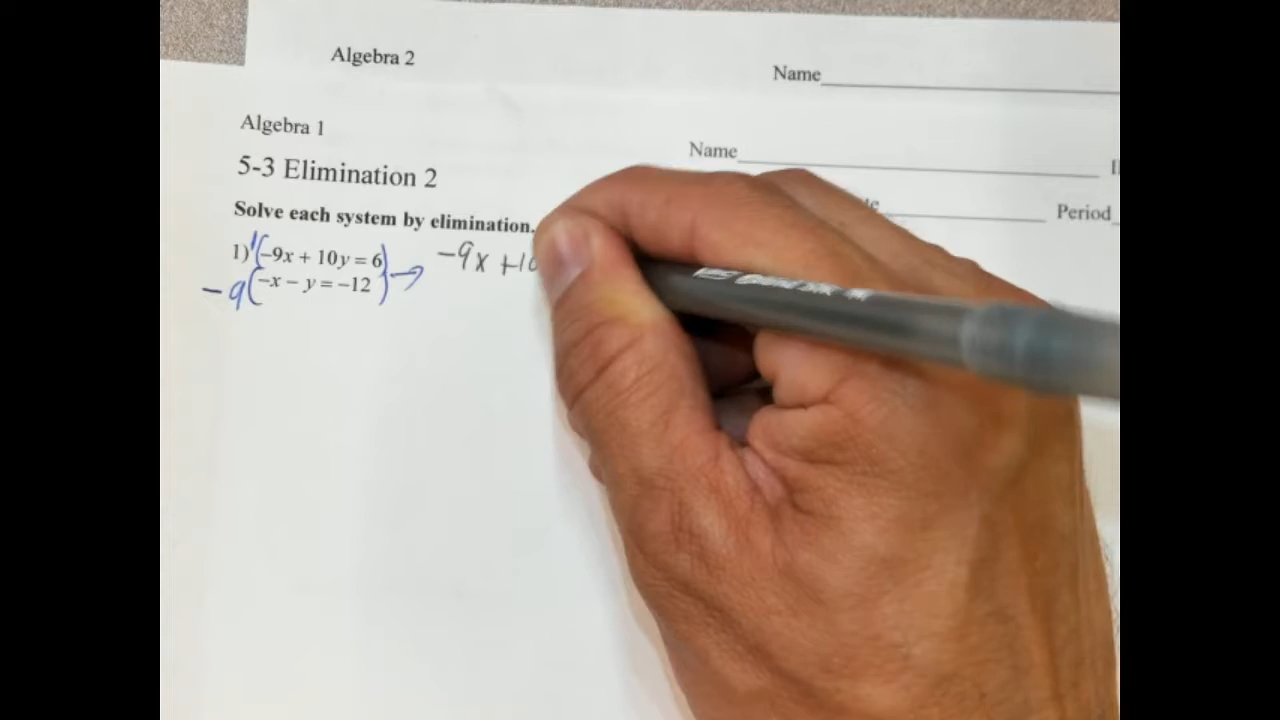 Algebra 2
Name
Algebra 1
Name
5-3 Elimination 2
Period
Solve each system by elimination.
1) 1(-9x + 10y = 6) → -9x +10
-9(-x - y = -12)